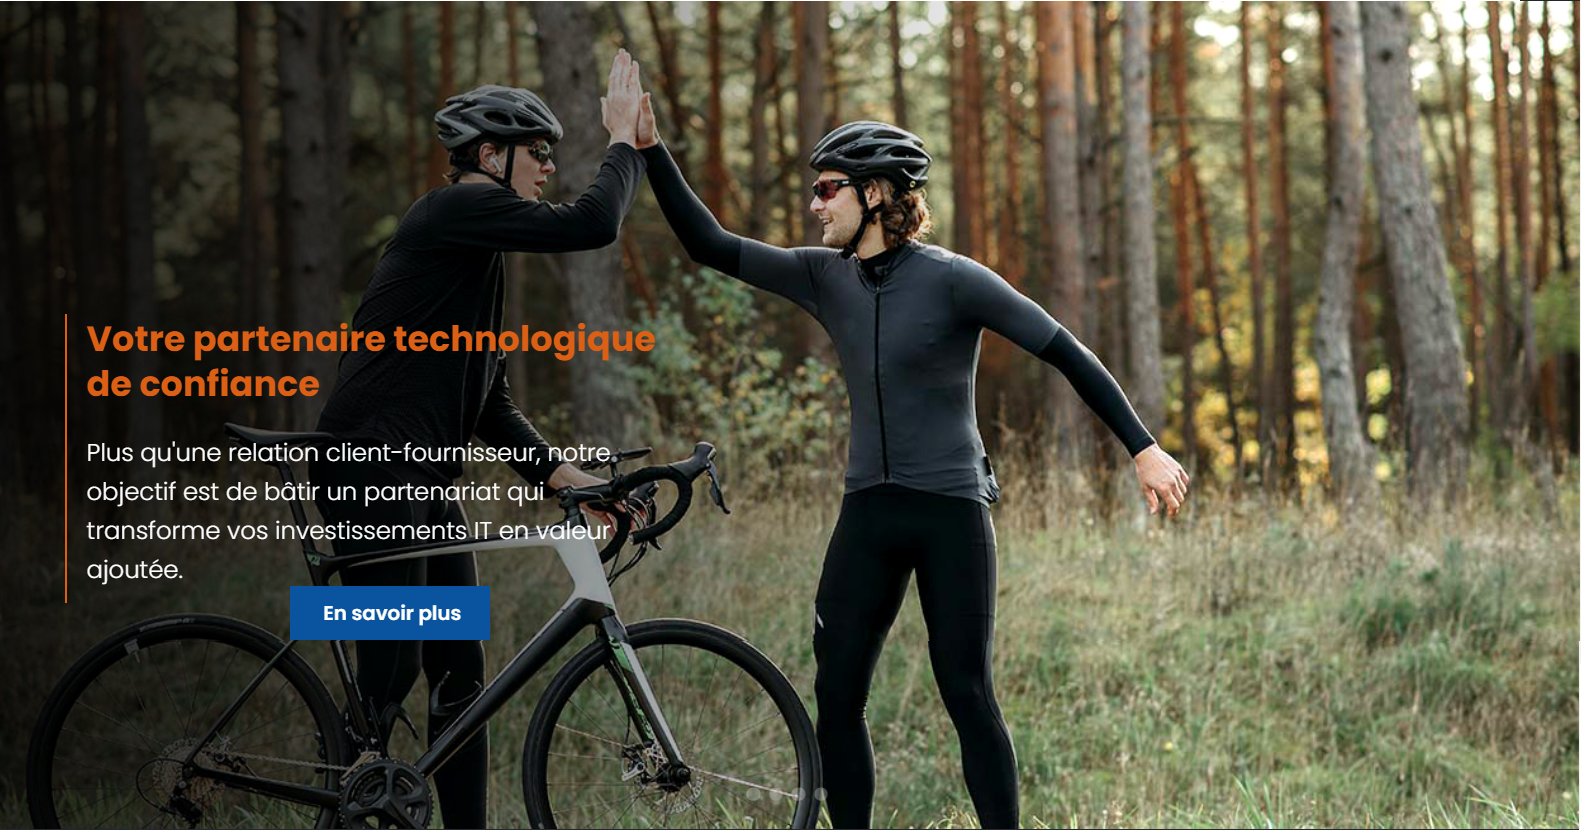 Votre partenaire technologique
de confiance
Plus qu'une relation client-fournisseur, notre
objectif est de bâtir un partenariat qui
transforme vos investissements IT en valeur
ajoutée.
En savoir plus